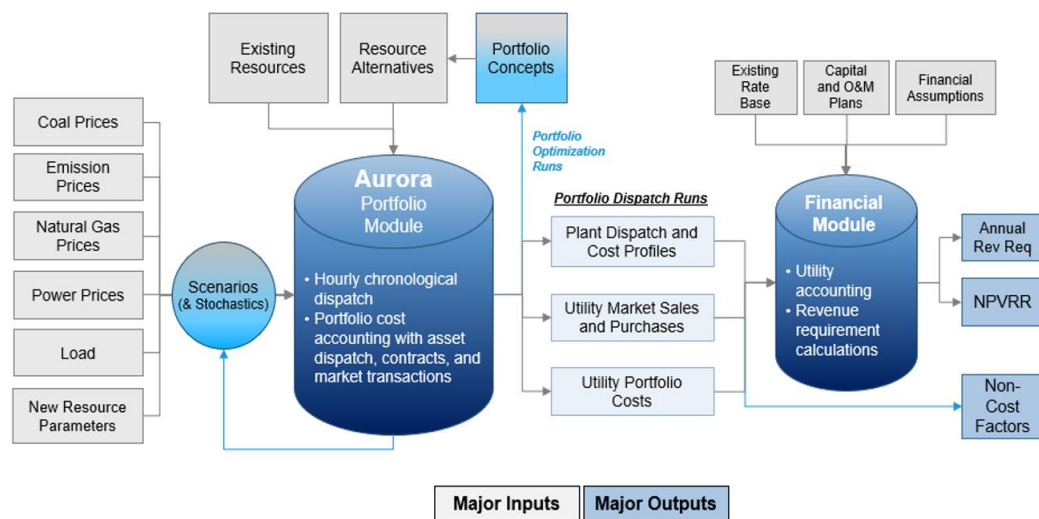 Existing
Resources
Resource
Alternatives
Portfolio
Concepts
Existing
Rate
Base
Capital
and O&M
Plans
Financial
Assumptions
Coal Prices
Emission
Prices
Natural Gas
Prices
Power Prices
Load
New Resource
Parameters
Scenarios
(& Stochastics)
Aurora
Portfolio
Module
• Hourly chronological
dispatch
• Portfolio cost
accounting with asset
dispatch, contracts, and
market transactions
Portfolio
Optimization
Runs
Portfolio Dispatch Runs
Plant Dispatch and
Cost Profiles
Utility Market Sales
and Purchases
Utility Portfolio
Costs
Financial
Module
• Utility
accounting
• Revenue
requirement
calculations
Annual
Rev Req
NPVRR
Non-
Cost
Factors
Major Inputs
Major Outputs